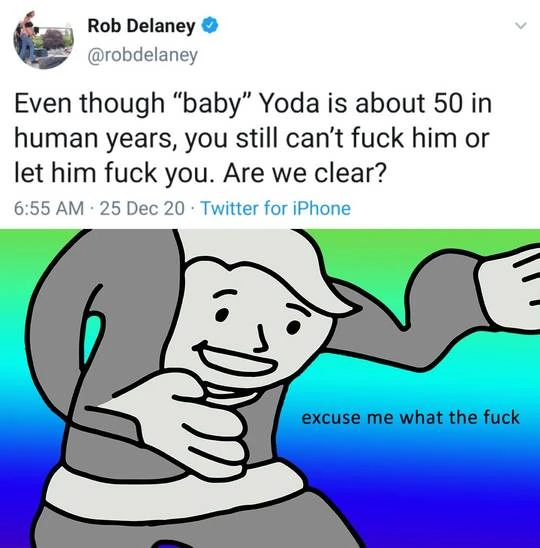 Rob Delaney
@robdelaney
Even though “baby” Yoda is about 50 in
human years, you still can’t fuck him or
let him fuck you. Are we clear?
6:55 AM · 25 Dec 20 · Twitter for iPhone
excuse me what the fuck